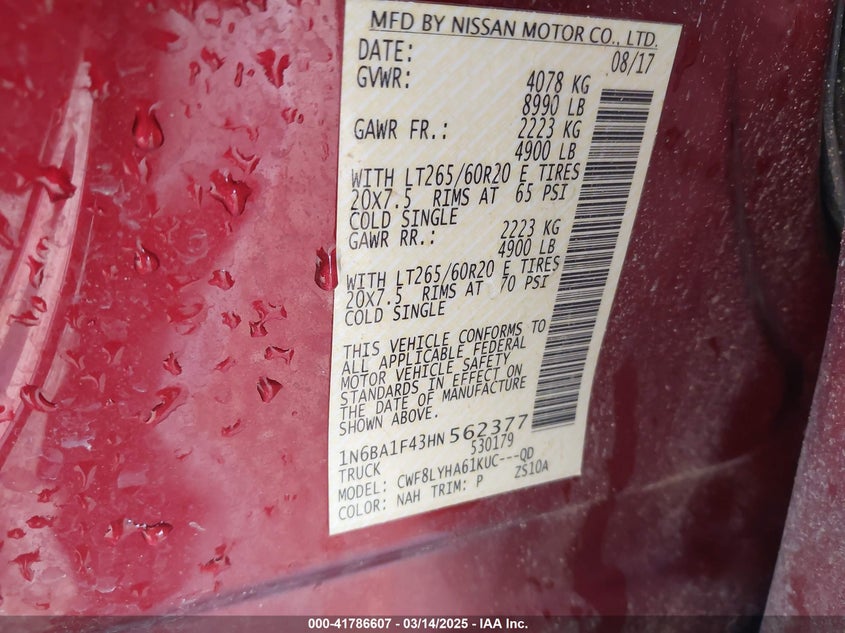 MFD BY NISSAN MOTOR CO., LTD.
DATE: 08/17
GVWR: 4078 KG
8990 LB
GAWR FR.: 2223 KG
4900 LB
WITH LT265/60R20 E TIRES
20X7.5 RIMS AT 65 PSI
COLD SINGLE
GAWR RR.: 2223 KG
4900 LB
WITH LT265/60R20 E TIRES
20X7.5 RIMS AT 70 PSI
COLD SINGLE
THIS VEHICLE CONFORMS TO
ALL APPLICABLE FEDERAL
MOTOR VEHICLE SAFETY
STANDARDS IN EFFECT ON
THE DATE OF MANUFACTURE
SHOWN ABOVE.
1N6BA1F43HN 562377
TRUCK 530179
MODEL: CWF8LYHA61KUC---QD
COLOR: NAH TRIM: P ZS10A
000-41786607 - 03/14/2025 - IAA Inc.